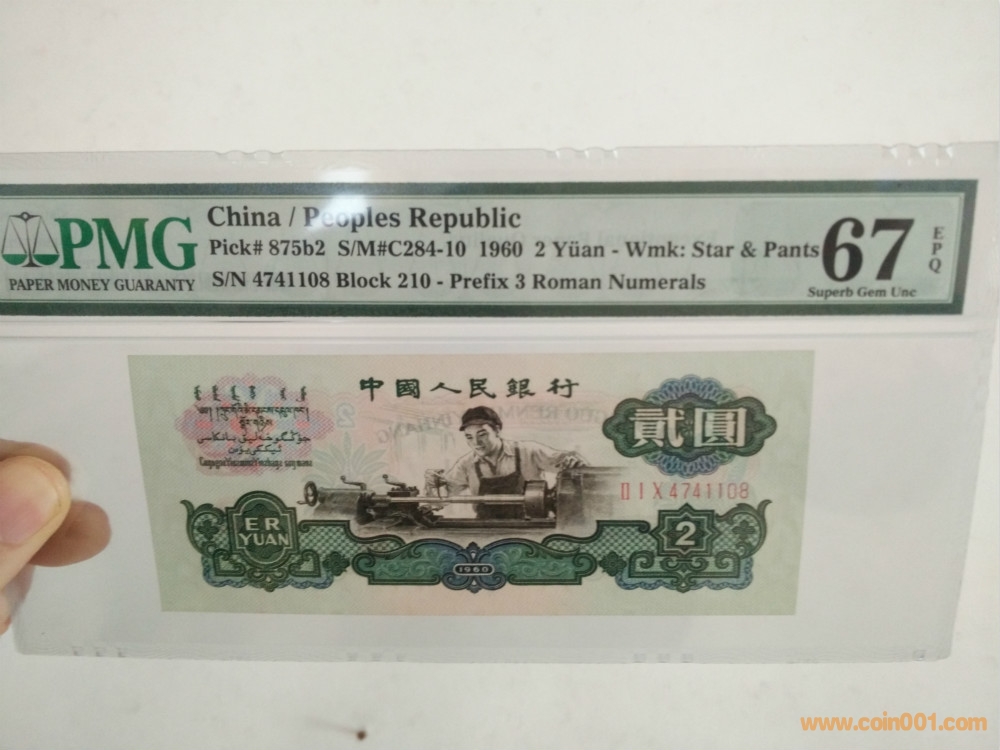 PMG
PAPER MONEY GUARANTY
China / Peoples Republic
Pick# 875b2 S/M#C284-10 1960 2 Yüan - Wmk: Star & Pants
S/N 4741108 Block 210 - Prefix 3 Roman Numerals
67
EPQ
Superb Gem Unc
中國人民銀行
貳圓
II I X 4741108
ER
YUAN
2
1960
www.coin001.com